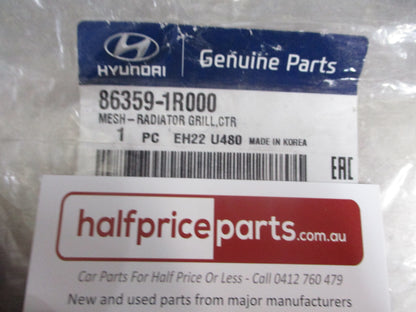 HYUNDAI
Genuine Parts
86359-1R000
MESH-RADIATOR GRILL,CTR
1 PC EH22 U480 MADE IN KOREA
EAC
halfpriceparts.com.au
Car Parts For Half Price Or Less - Call 0412 760 479
New and used parts from major manufacturers